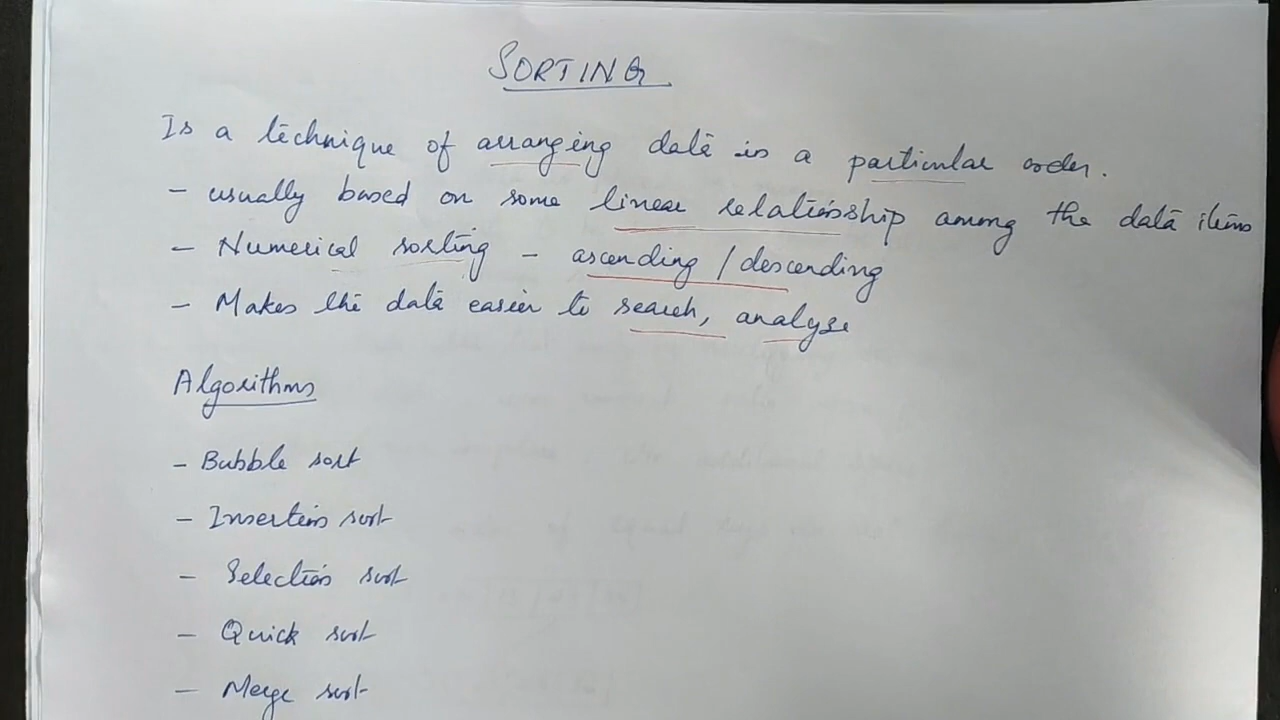 SORTING
Is a technique of arranging data in a particular order.
- usually based on some linear relationship among the data items
- Numerical sorting - ascending / descending
- Makes the data easier to search, analyze
Algorithms
- Bubble sort
- Insertion sort
- Selection sort
- Quick sort
- Merge sort